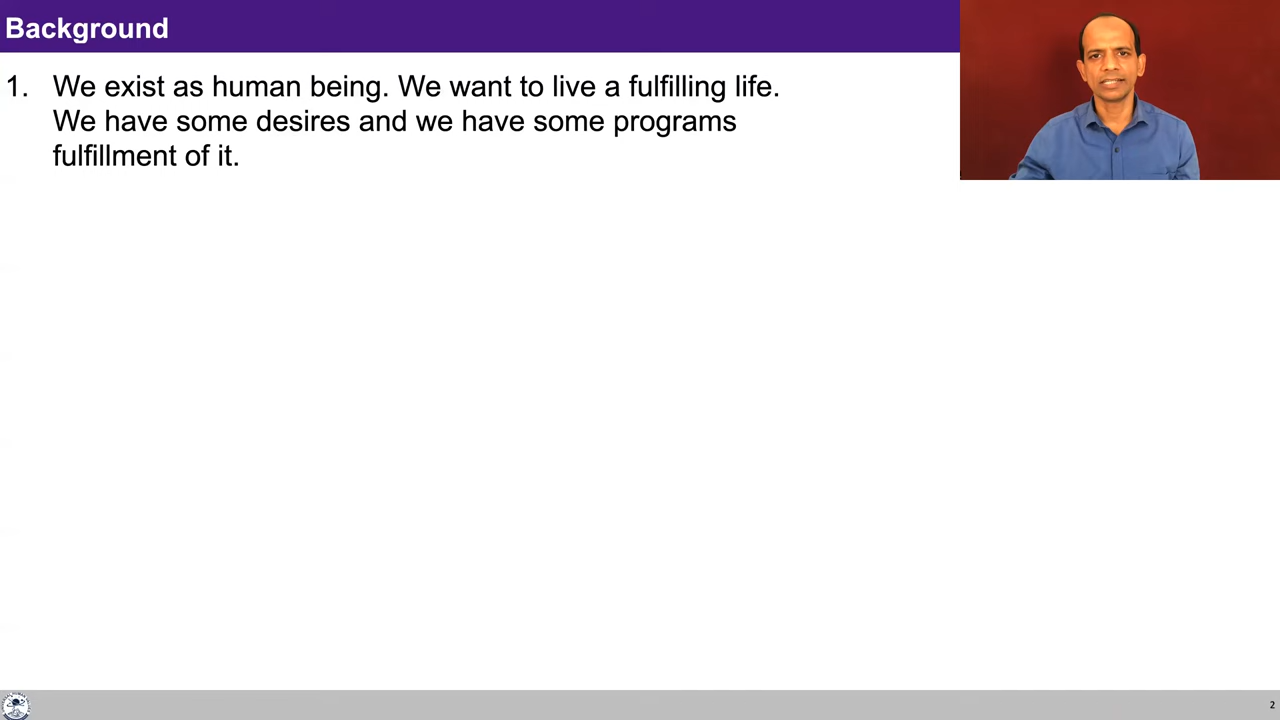 Background
1. We exist as human being. We want to live a fulfilling life.
We have some desires and we have some programs
fulfillment of it.
2